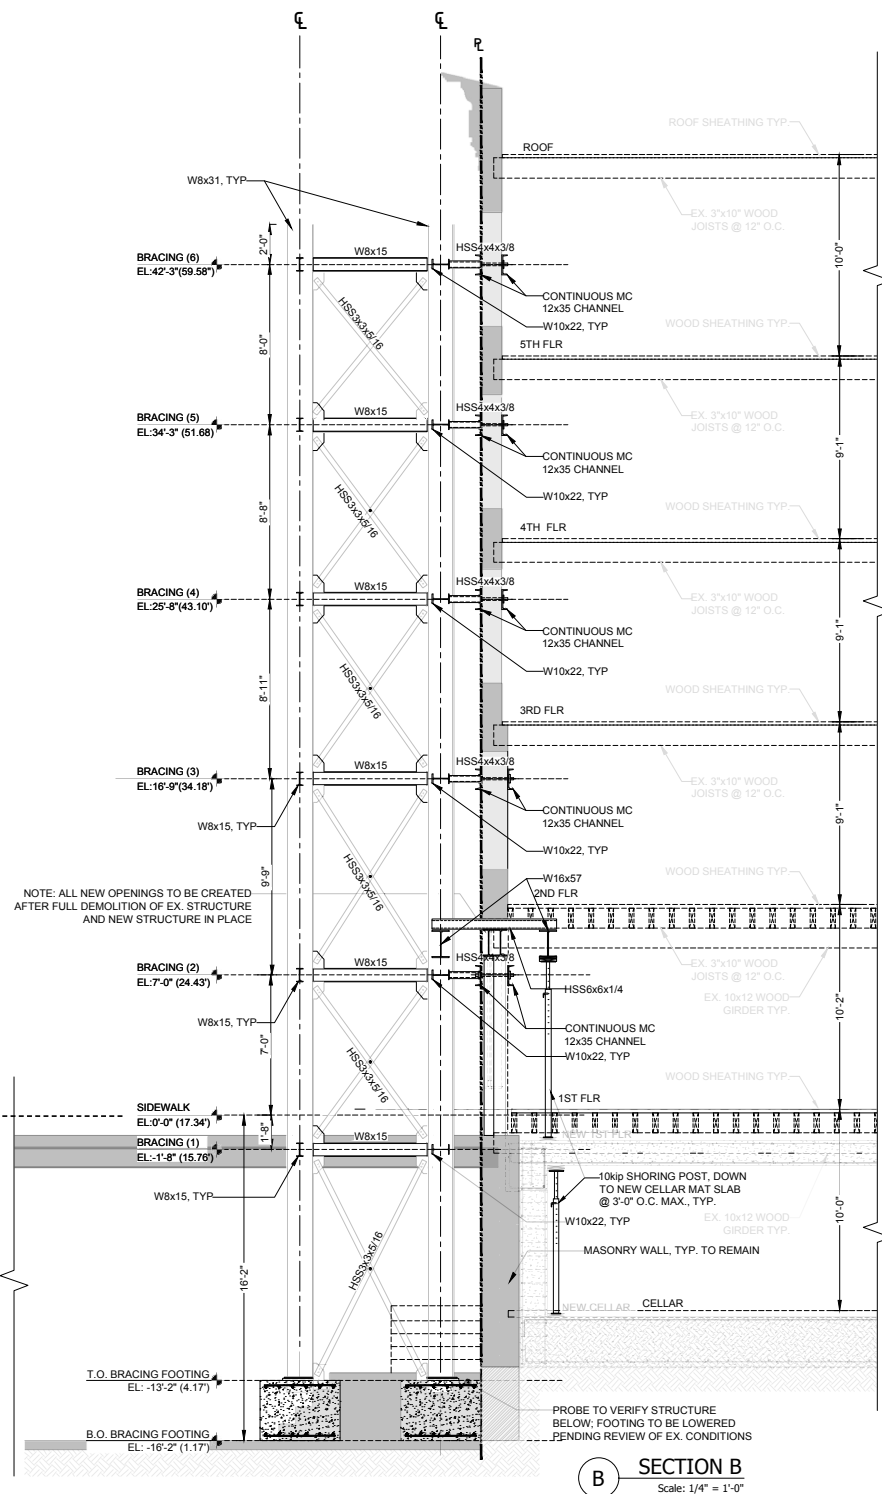 ℄
℄
PL
ROOF SHEATHING TYP.
ROOF
W8x31, TYP
EX. 3"x10" WOOD
JOISTS @ 12" O.C.
2'-0"
W8x15
HSS4x4x3/8
BRACING (6)
EL:42'-3"(59.58")
10'-0"
CONTINUOUS MC
12x35 CHANNEL
W10x22, TYP
WOOD SHEATHING TYP.
HSS3x3x5/16
5TH FLR
8'-0"
W8x15
HSS4x4x3/8
EX. 3"x10" WOOD
JOISTS @ 12" O.C.
BRACING (5)
EL:34'-3" (51.68)
9'-1"
CONTINUOUS MC
12x35 CHANNEL
W10x22, TYP
WOOD SHEATHING TYP.
HSS3x3x5/16
8'-8"
4TH FLR
W8x15
HSS4x4x3/8
BRACING (4)
EL:25'-8"(43.10')
EX. 3"x10" WOOD
JOISTS @ 12" O.C.
9'-1"
CONTINUOUS MC
12x35 CHANNEL
W10x22, TYP
HSS3x3x5/16
8'-11"
WOOD SHEATHING TYP.
3RD FLR
W8x15
HSS4x4x3/8
BRACING (3)
EL:16'-9"(34.18')
EX. 3"x10" WOOD
JOISTS @ 12" O.C.
9'-1"
CONTINUOUS MC
12x35 CHANNEL
W8x15, TYP
W10x22, TYP
HSS3x3x5/16
9'-9"
WOOD SHEATHING TYP.
W16x57
2ND FLR
NOTE: ALL NEW OPENINGS TO BE CREATED
AFTER FULL DEMOLITION OF EX. STRUCTURE
AND NEW STRUCTURE IN PLACE
W8x15
HSS4x4x3/8
BRACING (2)
EL:7'-0" (24.43')
EX. 3"x10" WOOD
JOISTS @ 12" O.C.
HSS6x6x1/4
EX. 10x12 WOOD
GIRDER TYP.
10'-2"
W8x15, TYP
7'-0"
CONTINUOUS MC
12x35 CHANNEL
W10x22, TYP
HSS3x3x5/16
WOOD SHEATHING TYP.
1ST FLR
SIDEWALK
EL:0'-0" (17.34')
1'-8"
W8x15
NEW 1ST FLR
BRACING (1)
EL:-1'-8" (15.76')
10kip SHORING POST, DOWN
TO NEW CELLAR MAT SLAB
@ 3'-0" O.C. MAX., TYP.
W8x15, TYP
W10x22, TYP
EX. 10x12 WOOD
GIRDER TYP.
10'-0"
HSS3x3x5/16
16'-2"
MASONRY WALL, TYP. TO REMAIN
NEW CELLAR
CELLAR
T.O. BRACING FOOTING
EL: -13'-2" (4.17')
PROBE TO VERIFY STRUCTURE
BELOW; FOOTING TO BE LOWERED
PENDING REVIEW OF EX. CONDITIONS
B.O. BRACING FOOTING
EL: -16'-2" (1.17')
B
SECTION B
Scale: 1/4" = 1'-0"